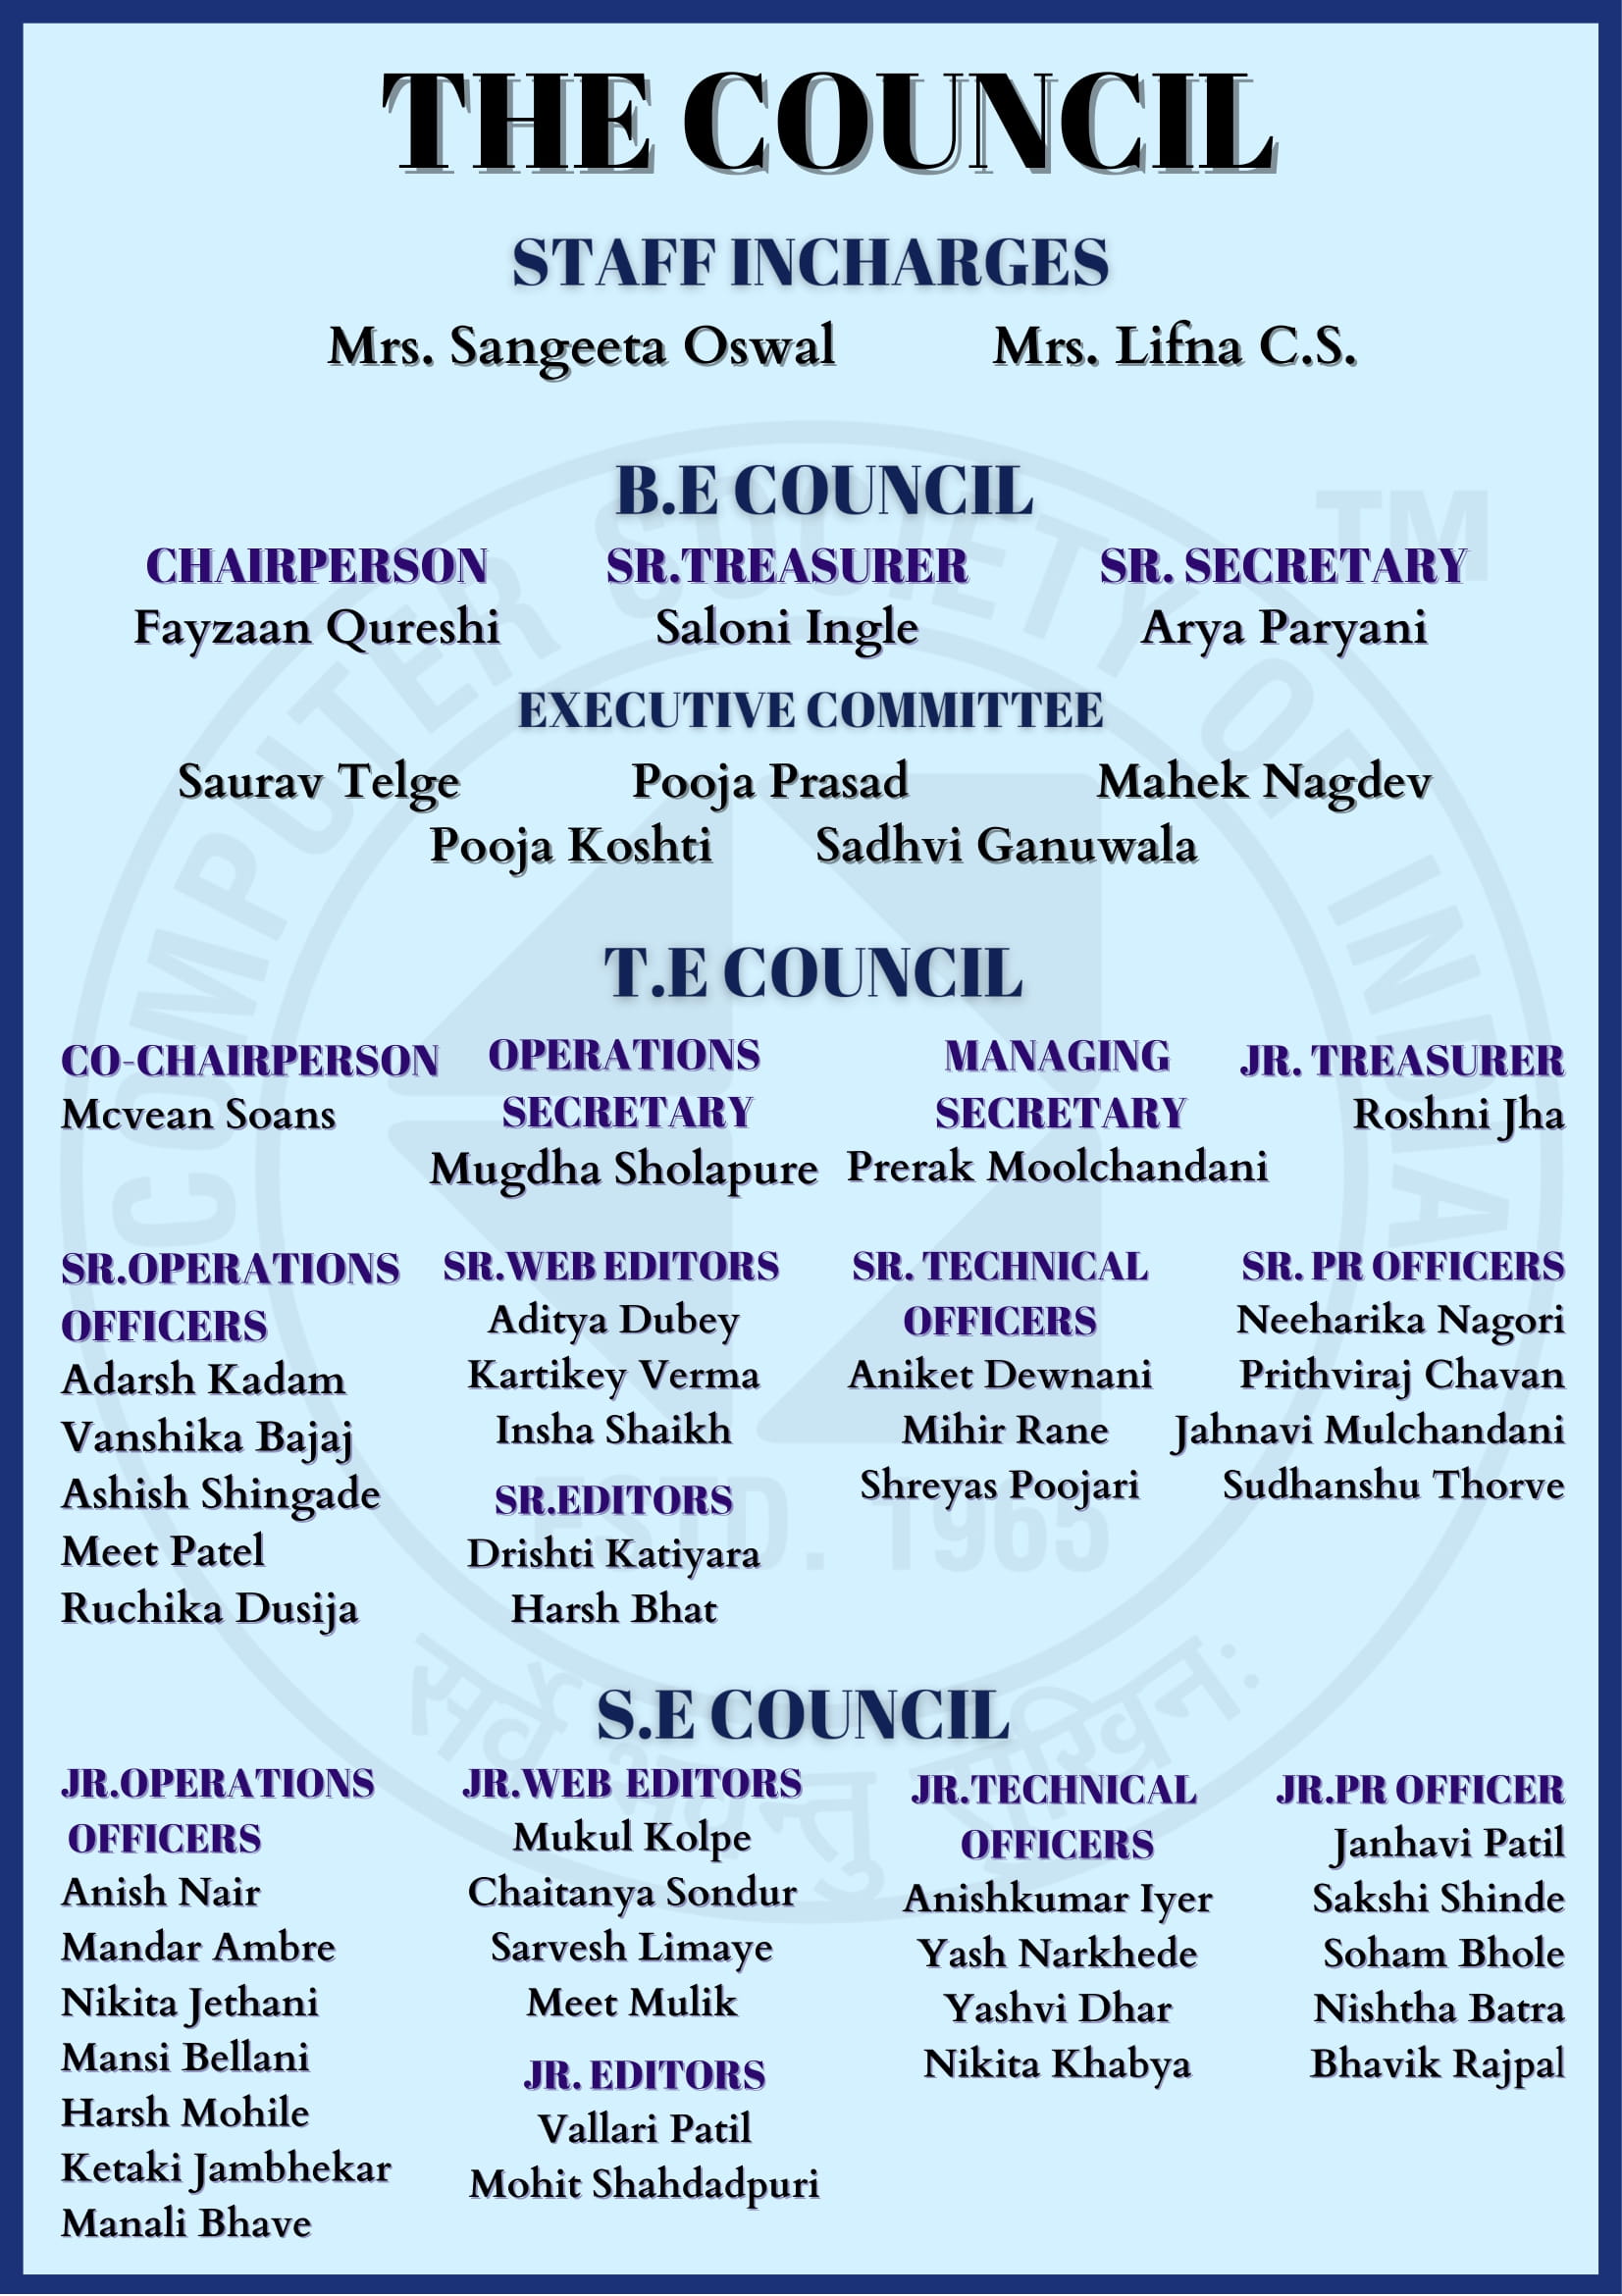 THE COUNCIL
STAFF INCHARGES
Mrs. Sangeeta Oswal
Mrs. Lifna C.S.
B.E COUNCIL
CHAIRPERSON
Fayzaan Qureshi
SR.TREASURER
Saloni Ingle
SR. SECRETARY
Arya Paryani
EXECUTIVE COMMITTEE
Saurav Telge
Pooja Prasad
Mahek Nagdev
Pooja Koshti
Sadhvi Ganuwala
T.E COUNCIL
CO-CHAIRPERSON
Mcvean Soans
OPERATIONS
SECRETARY
Mugdha Sholapure
MANAGING
SECRETARY
Prerak Moolchandani
JR. TREASURER
Roshni Jha
SR.OPERATIONS
OFFICERS
Adarsh Kadam
Vanshika Bajaj
Ashish Shingade
Meet Patel
Ruchika Dusija
SR.WEB EDITORS
Aditya Dubey
Kartikey Verma
Insha Shaikh
SR.EDITORS
Drishti Katiyara
Harsh Bhat
SR. TECHNICAL
OFFICERS
Aniket Dewnani
Mihir Rane
Shreyas Poojari
SR. PR OFFICERS
Neeharika Nagori
Prithviraj Chavan
Jahnavi Mulchandani
Sudhanshu Thorve
S.E COUNCIL
JR.OPERATIONS
OFFICERS
Anish Nair
Mandar Ambre
Nikita Jethani
Mansi Bellani
Harsh Mohile
Ketaki Jambhekar
Manali Bhave
JR.WEB EDITORS
Mukul Kolpe
Chaitanya Sondur
Sarvesh Limaye
Meet Mulik
JR. EDITORS
Vallari Patil
Mohit Shahdadpuri
JR.TECHNICAL
OFFICERS
Anishkumar Iyer
Yash Narkhede
Yashvi Dhar
Nikita Khabya
JR.PR OFFICER
Janhavi Patil
Sakshi Shinde
Soham Bhole
Nishtha Batra
Bhavik Rajpal
COMPUTER SOCIETY OF INDIA
TM
ESTD. 1965